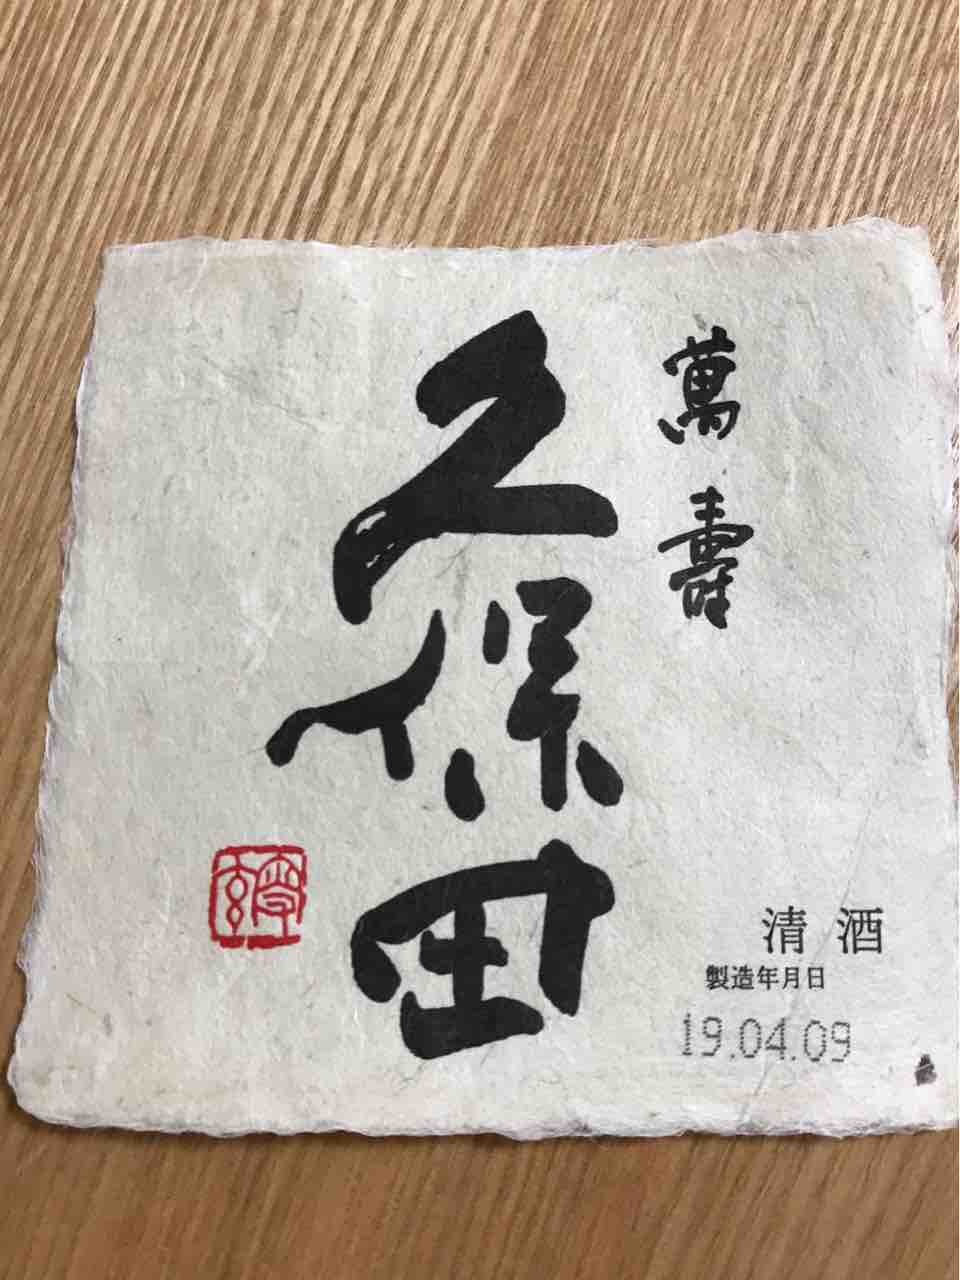 萬壽
久保田
清酒
製造年月日
19.04.09